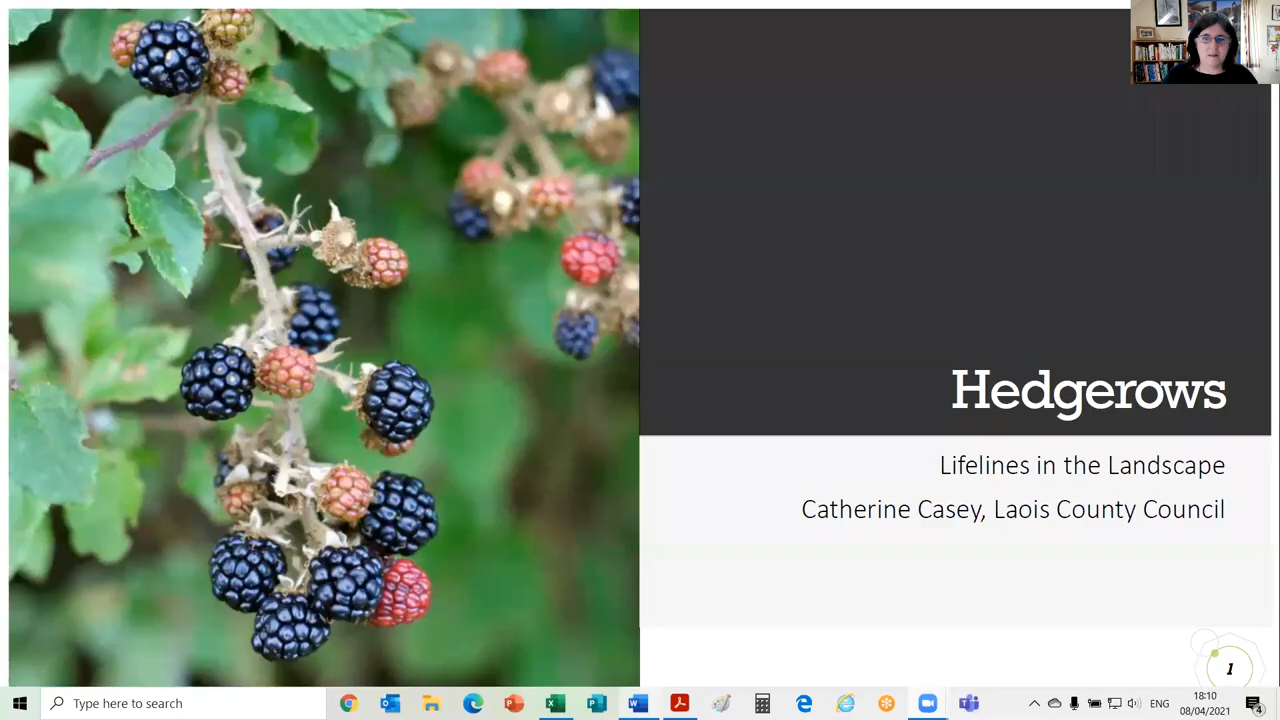 Hedgerows
Lifelines in the Landscape
Catherine Casey, Laois County Council
1
Type here to search
ENG
18:10
08/04/2021
4